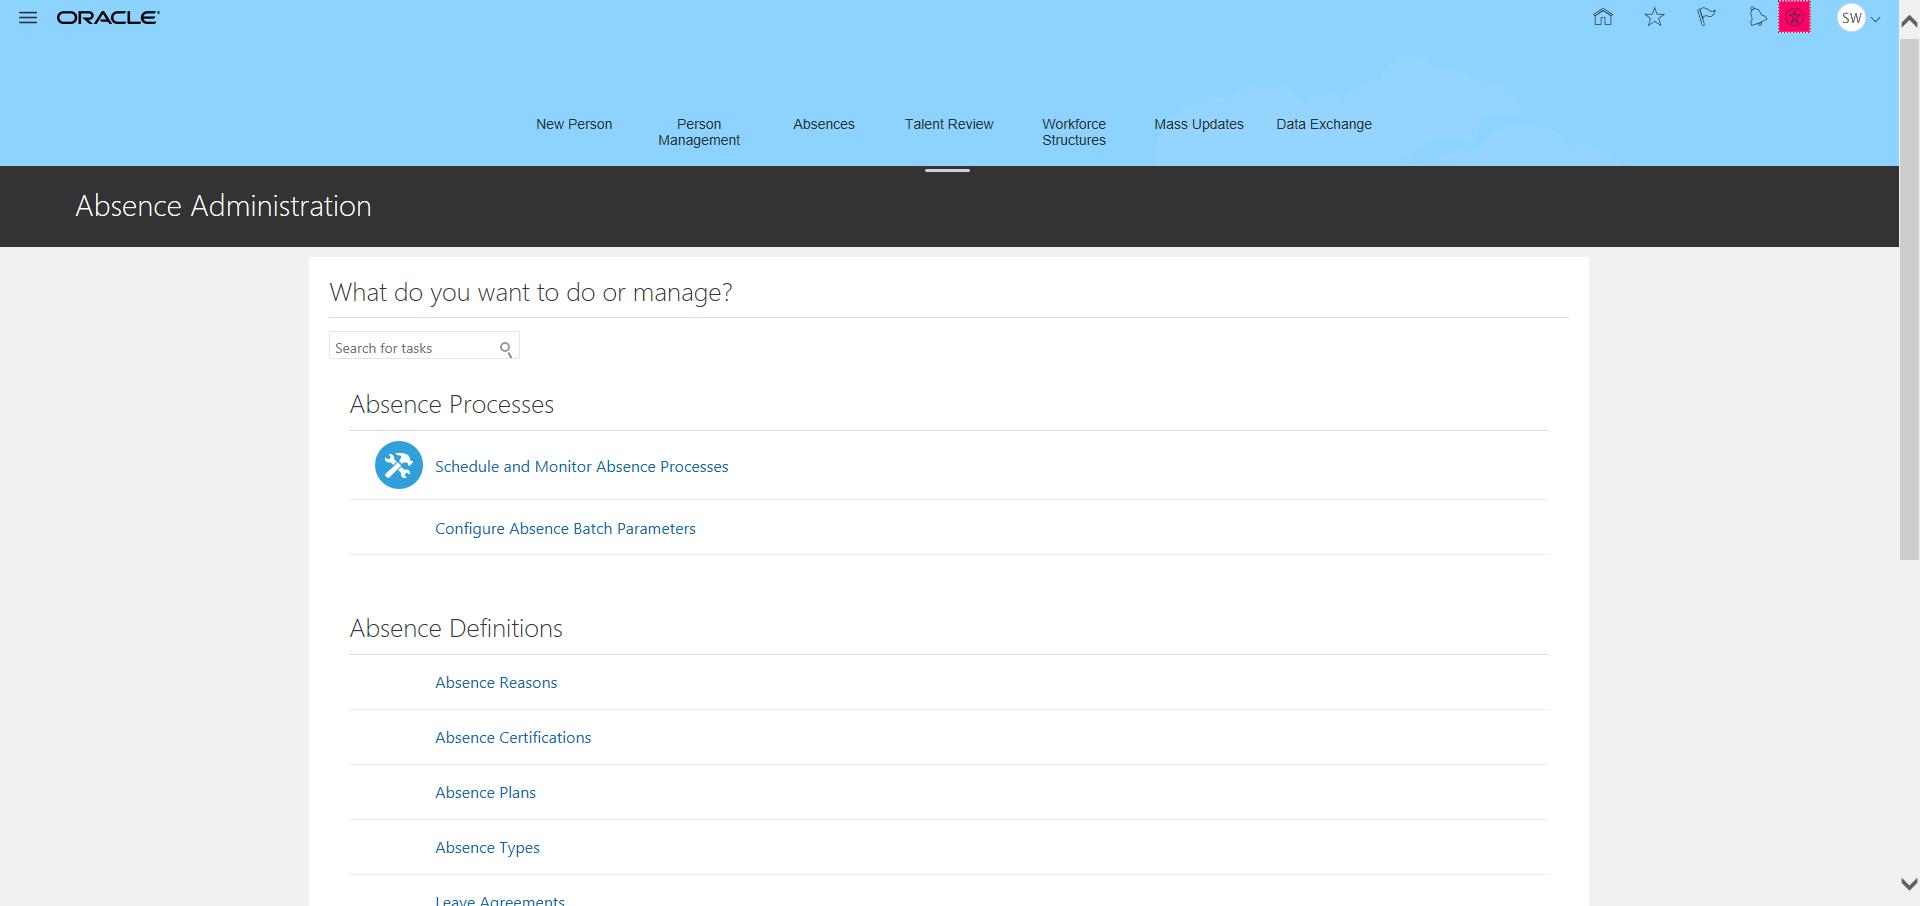 ORACLE
SW
New Person
Person
Management
Absences
Talent Review
Workforce
Structures
Mass Updates
Data Exchange
Absence Administration
What do you want to do or manage?
Search for tasks
Absence Processes
Schedule and Monitor Absence Processes
Configure Absence Batch Parameters
Absence Definitions
Absence Reasons
Absence Certifications
Absence Plans
Absence Types
Leave Agreements